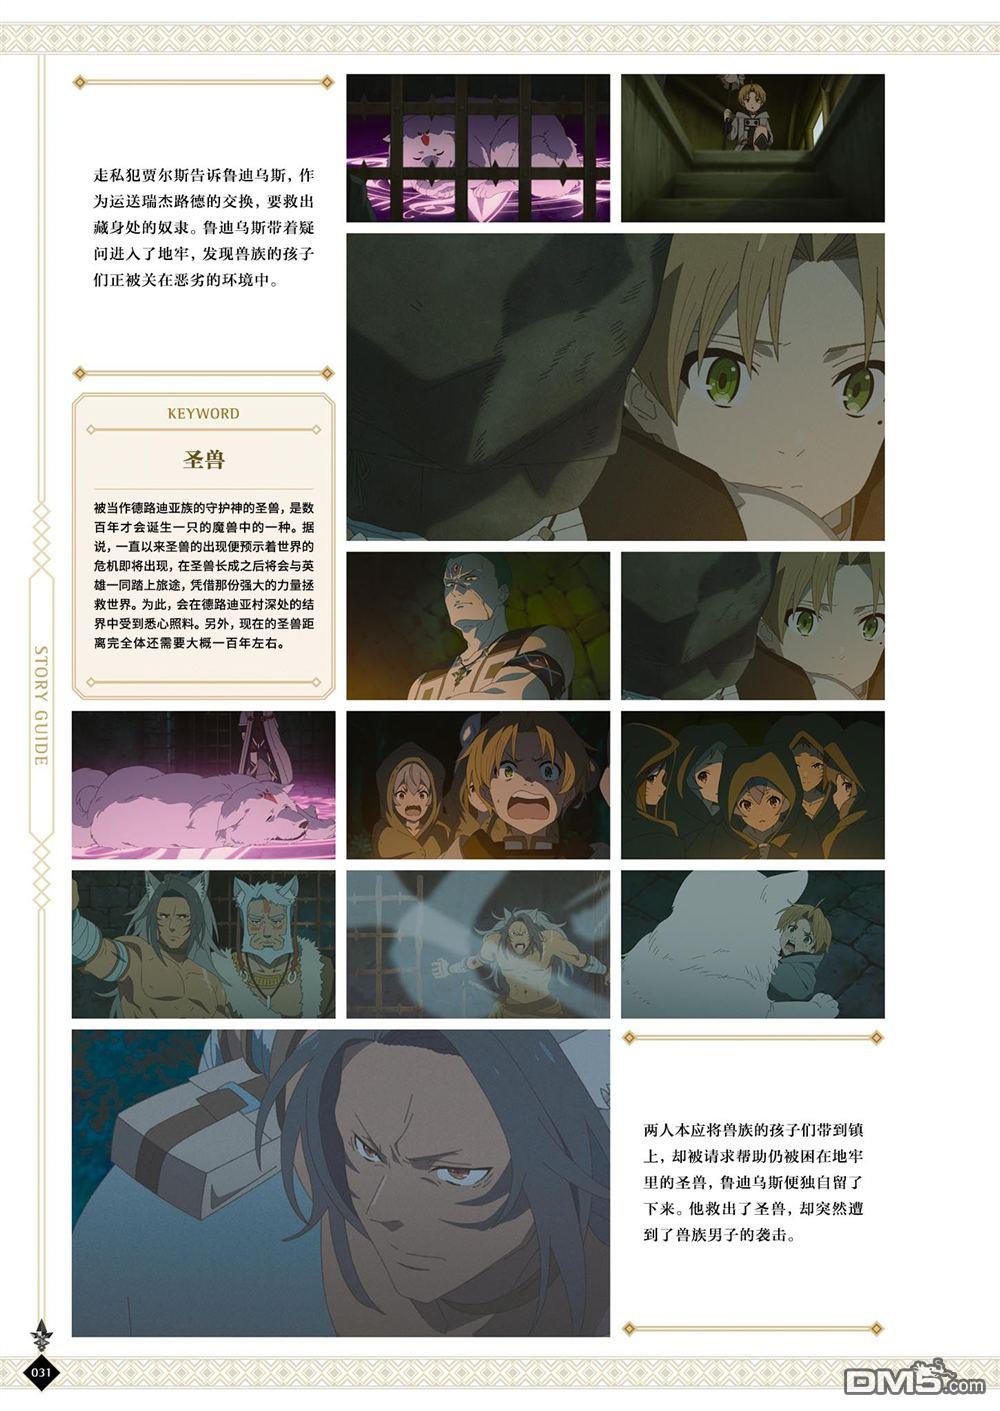 走私犯贾尔斯告诉鲁迪乌斯，作
为运送瑞杰路德的交换，要救出
藏身处的奴隶。鲁迪乌斯带着疑
问进入了地牢，发现兽族的孩子
们正被关在恶劣的环境中。
KEYWORD
圣兽
被当作德路迪亚族的守护神的圣兽，是数
百年才会诞生一只的魔兽中的一种。据
说，一直以来圣兽的出现便预示着世界的
危机即将出现，在圣兽长成之后将会与英
雄一同踏上旅途，凭借那份强大的力量拯
救世界。为此，会在德路迪亚村深处的结
界中受到悉心照料。另外，现在的圣兽距
离完全体还需要大概一百年左右。
STORY GUIDE
两人本应将兽族的孩子们带到镇
上，却被请求帮助仍被困在地牢
里的圣兽，鲁迪乌斯便独自留了
下来。他救出了圣兽，却突然遭
到了兽族男子的袭击。
031
DM5.com